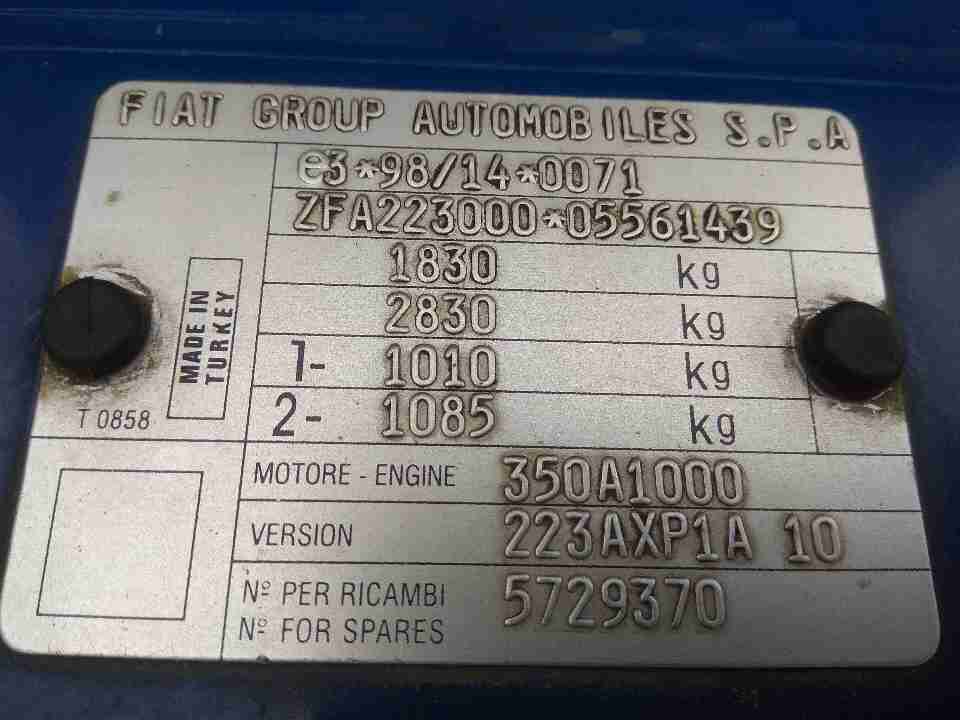 FIAT GROUP AUTOMOBILES S.P.A
e3*98/14*0071
ZFA223000*05561439
1830 kg
2830 kg
1- 1010 kg
2- 1085 kg
MADE IN
TURKEY
T 0858
MOTORE - ENGINE 350A1000
VERSION 223AXP1A 10
Nº PER RICAMBI 5729370
Nº FOR SPARES